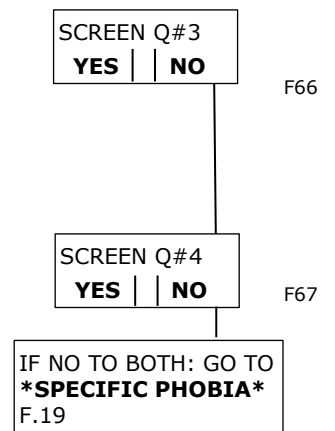 SCREEN Q#3
YES NO
F66
SCREEN Q#4
YES NO
F67
IF NO TO BOTH: GO TO
*SPECIFIC PHOBIA*
F.19